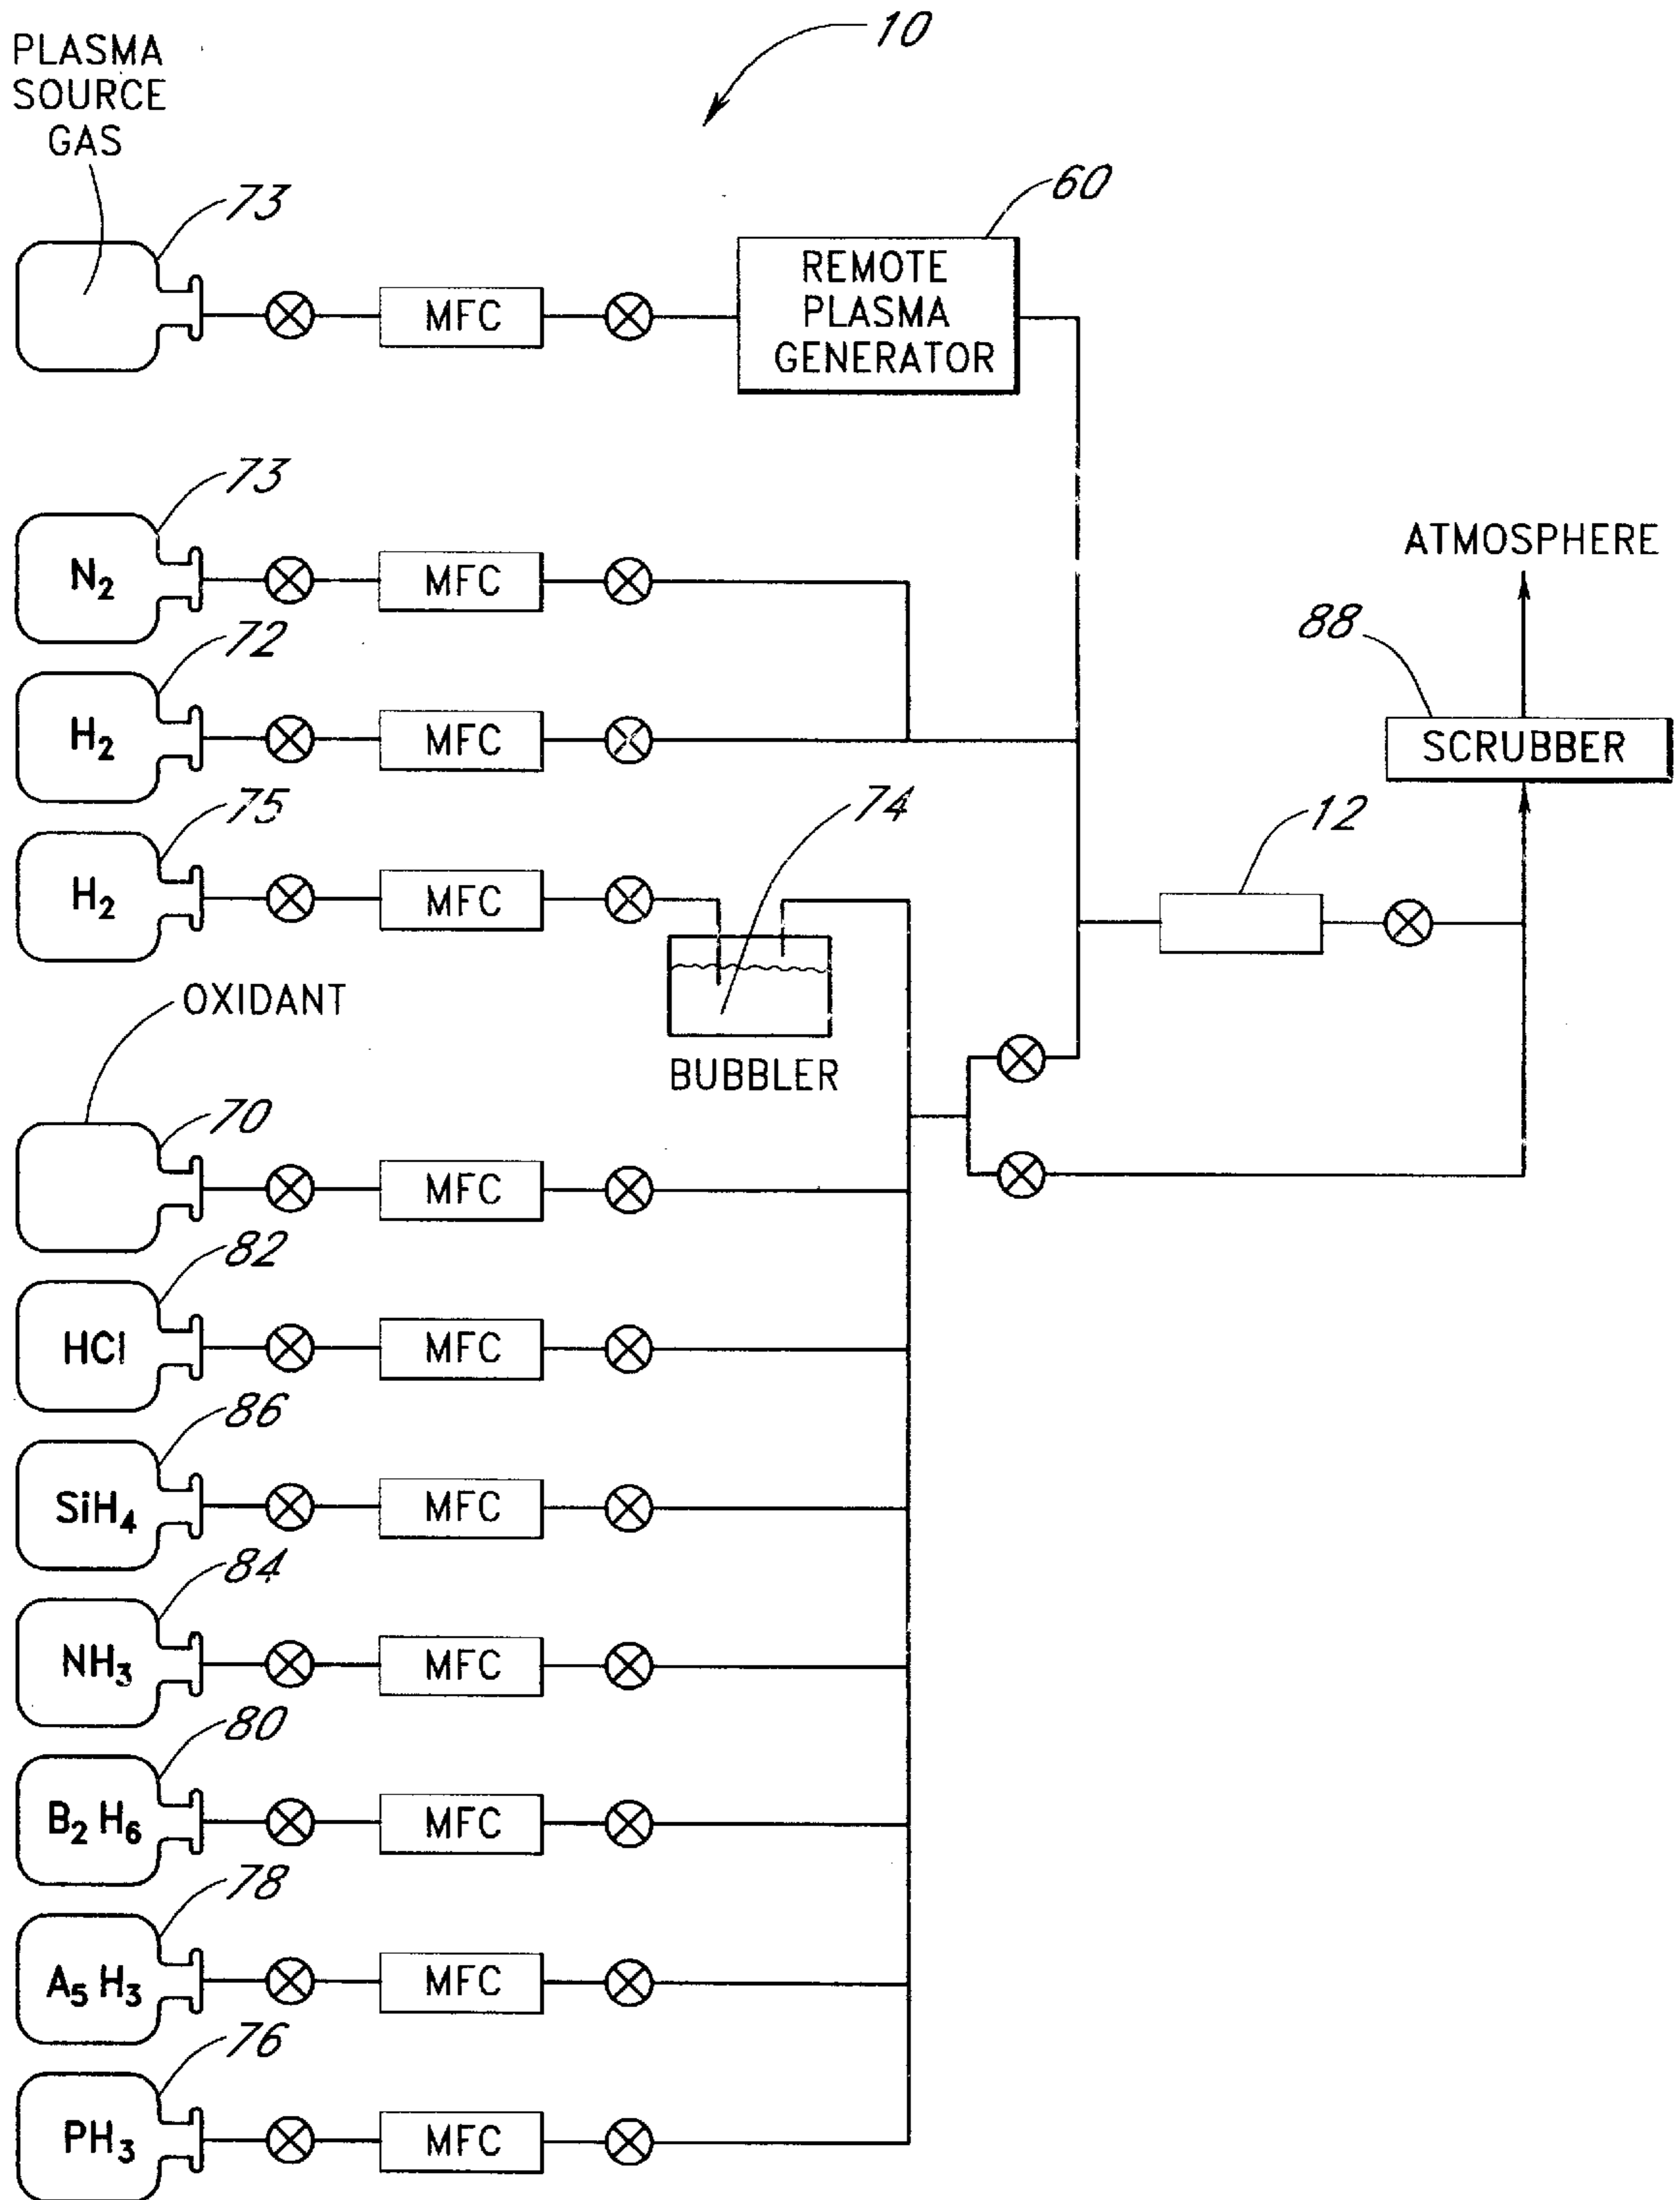 10
PLASMA
SOURCE
GAS
73
60
MFC
REMOTE
PLASMA
GENERATOR
73
N₂
MFC
ATMOSPHERE
72
88
H₂
MFC
SCRUBBER
75
74
12
H₂
MFC
OXIDANT
BUBBLER
70
MFC
82
HCl
MFC
86
SiH₄
MFC
84
NH₃
MFC
80
B₂ H₆
MFC
78
A₅ H₃
MFC
76
PH₃
MFC